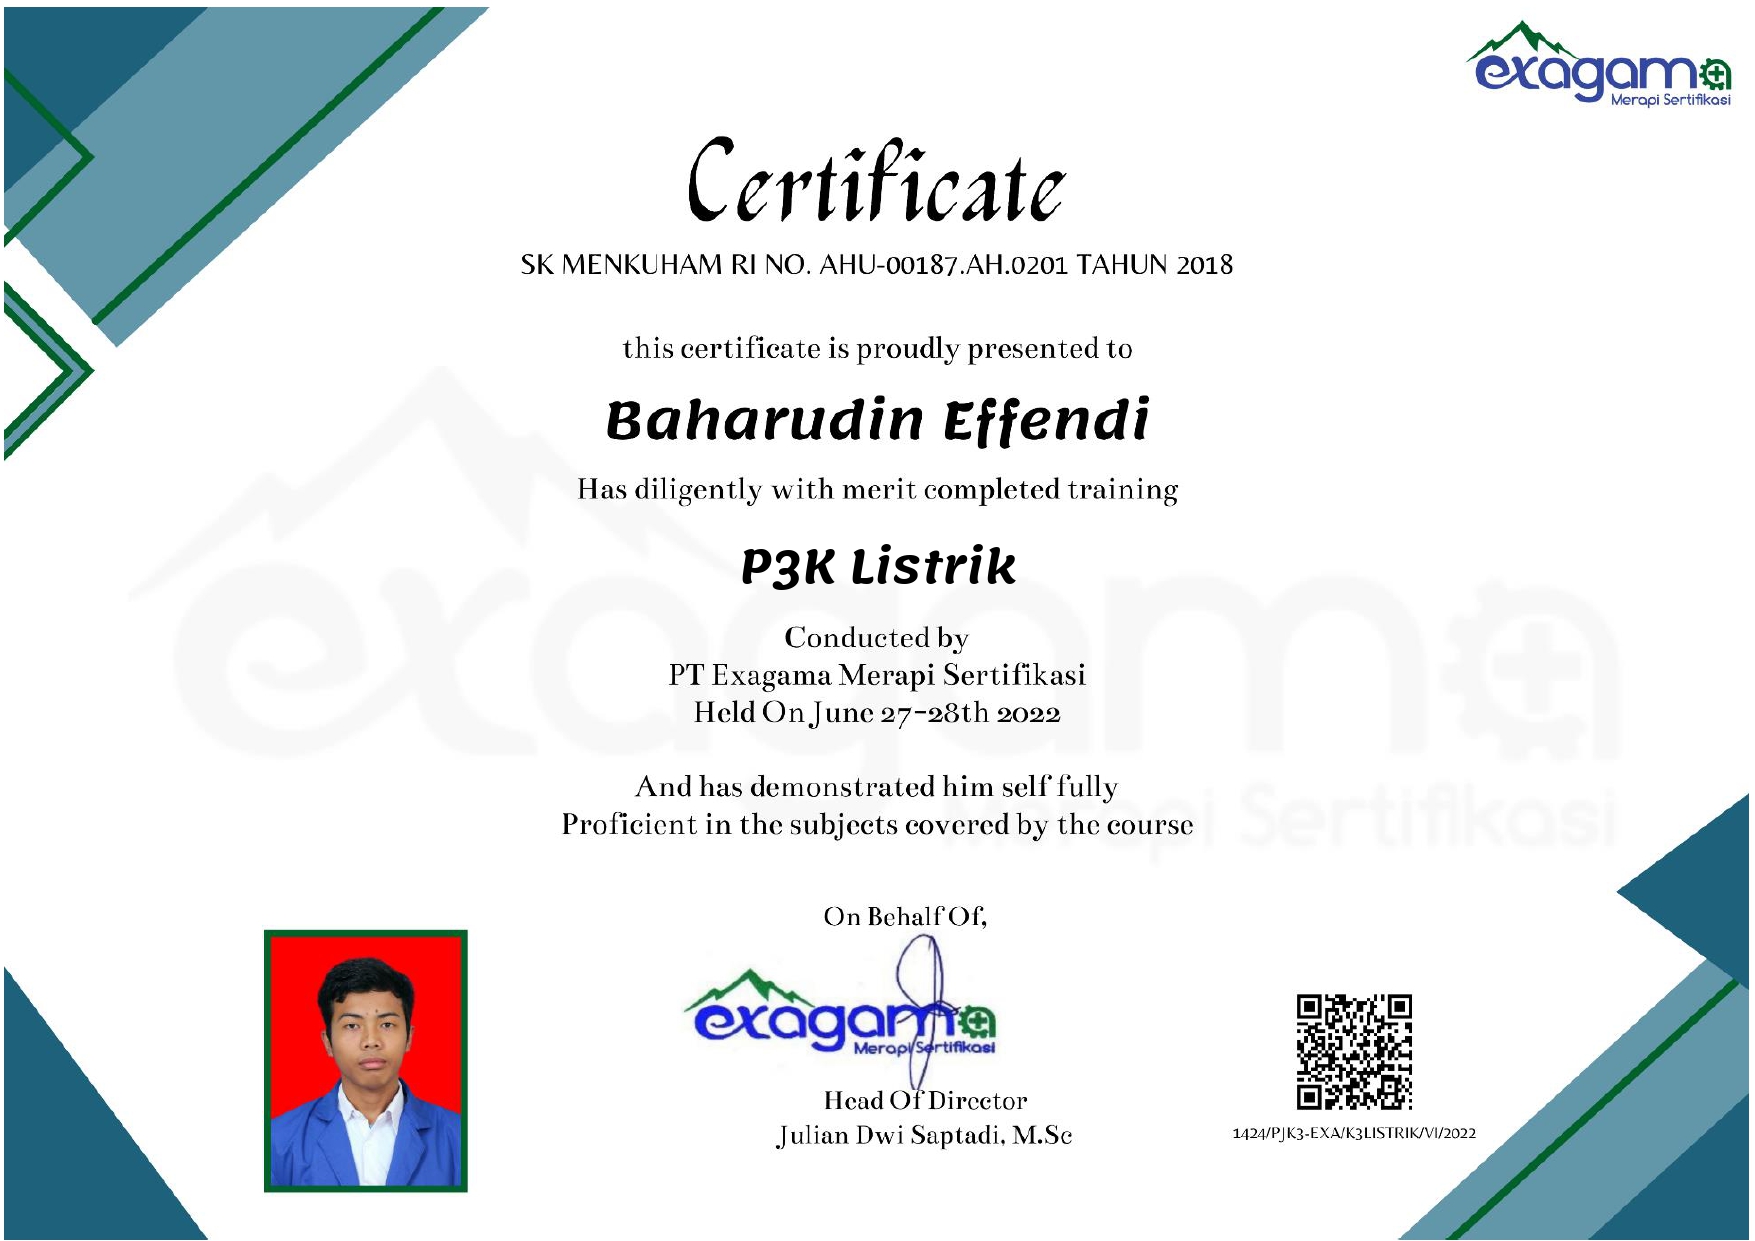 exagama
Merapi Sertifikasi
Certificate
SK MENKUHAM RI NO. AHU-00187.AH.0201 TAHUN 2018
this certificate is proudly presented to
Baharudin Effendi
Has diligently with merit completed training
P3K Listrik
Conducted by
PT Exagama Merapi Sertifikasi
Held On June 27-28th 2022
And has demonstrated him self fully
Proficient in the subjects covered by the course
exagama
Merapi Sertifikasi
On Behalf Of,
exagama
Merapi Sertifikasi
Head Of Director
Julian Dwi Saptadi, M.Sc
1424/PJK3-EXA/K3LISTRIK/VI/2022